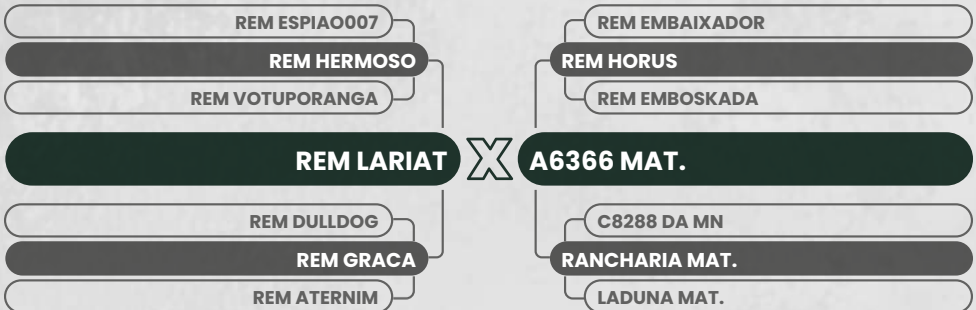 REM ESPIAO007
REM HERMOSO
REM VOTUPORANGA
REM EMBAIXADOR
REM HORUS
REM EMBOSKADA
REM LARIAT X A6366 MAT.
REM DULLDOG
REM GRACA
REM ATERNIM
C8288 DA MN
RANCHARIA MAT.
LADUNA MAT.